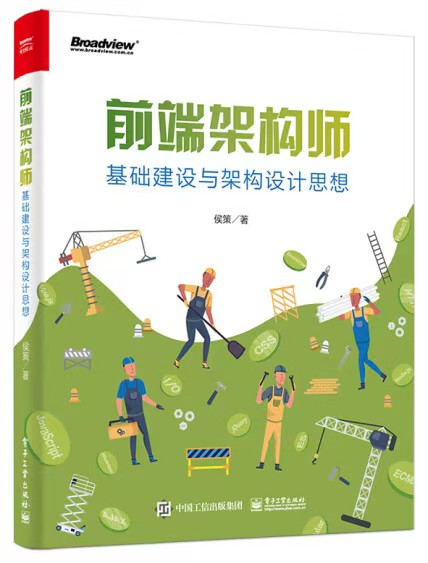 Broadview®
www.broadview.com.cn
前端架构师
基础建设与架构设计思想
侯策／著
前端架构师
基础建设与架构设计思想
侯策 著
CSS
I/O
jQuery
JavaScript
AJAX
ECMA
中国工信出版集团
电子工业出版社
电子工业出版社